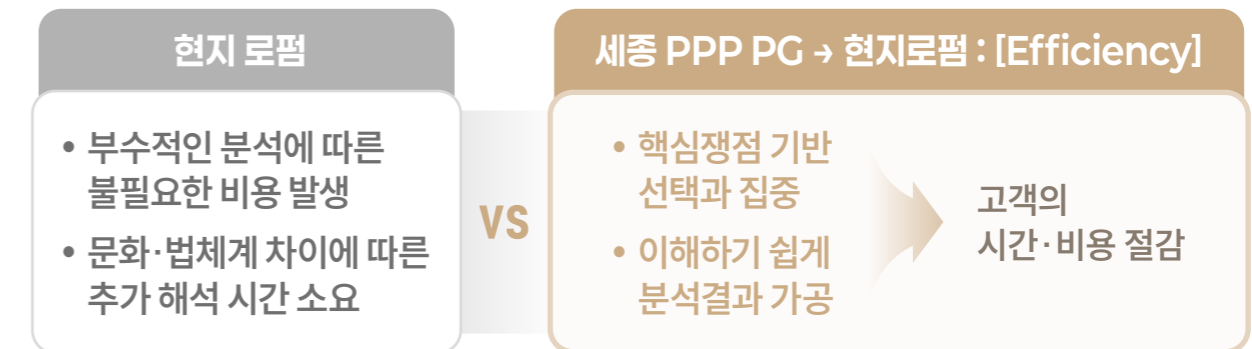 현지 로펌
• 부수적인 분석에 따른
불필요한 비용 발생
• 문화·법체계 차이에 따른
추가 해석 시간 소요
VS
세종 PPP PG → 현지로펌 : [Efficiency]
• 핵심쟁점 기반
선택과 집중
• 이해하기 쉽게
분석결과 가공
고객의
시간·비용 절감